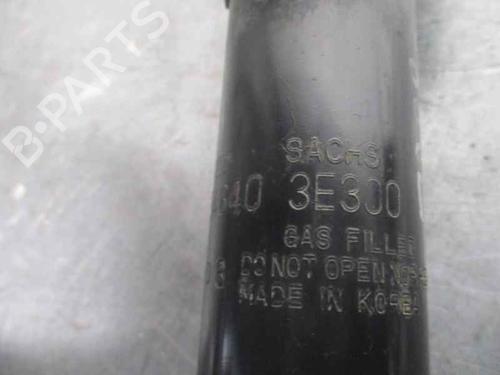 B-PARTS
SACHS
3E300
GAS FILLED
DO NOT OPEN
MADE IN KOREA